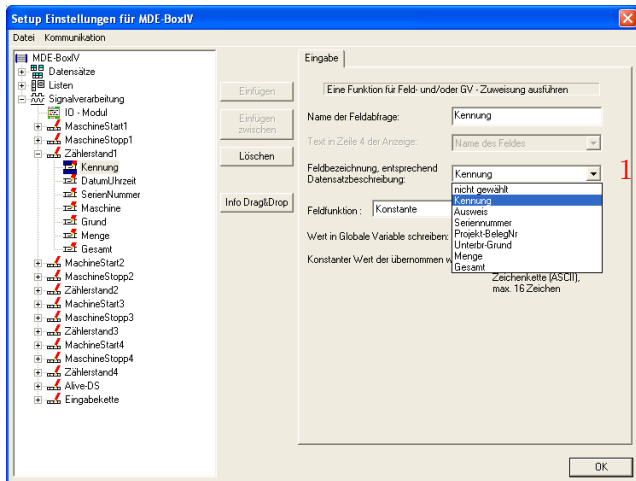 Setup Einstellungen für MDE-BoxIV
Datei Kommunikation
MDE-BoxIV
Datensätze
Listen
Signalverarbeitung
IO - Modul
MaschineStart1
MaschineStopp1
Zählerstand1
Kennung
DatumUhrzeit
SerienNummer
Maschine
Grund
Menge
Gesamt
MachineStart2
MaschineStopp2
Zählerstand2
MachineStart3
MaschineStopp3
Zählerstand3
MachineStart4
MaschineStopp4
Zählerstand4
Alive-DS
Eingabekette
Einfügen
Einfügen
zwischen
Löschen
Info Drag&Drop
Eingabe
Eine Funktion für Feld- und/oder GV - Zuweisung ausführen
Name der Feldabfrage: Kennung
Text in Zeile 4 der Anzeige: Name des Feldes
Feldbezeichnung, entsprechend
Datensatzbeschreibung: Kennung 1
nicht gewählt
Kennung
Ausweis
Seriennummer
Projekt-BelegNr
Unterbr-Grund
Menge
Gesamt
Feldfunktion : Konstante
Wert in Globale Variable schreiben:
Konstanter Wert der übernommen w
Zeichenkette (ASCII),
max. 16 Zeichen
OK